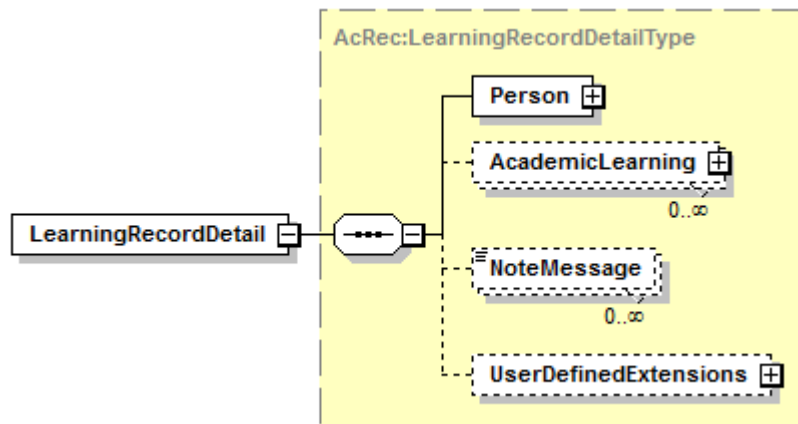 AcRec:LearningRecordDetailType
Person
AcademicLearning
0..∞
LearningRecordDetail
NoteMessage
0..∞
UserDefinedExtensions